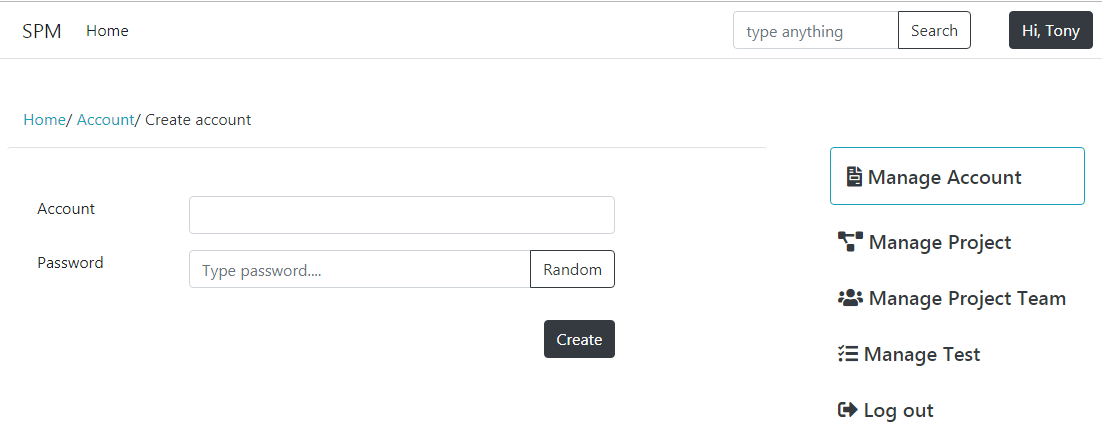 SPM Home type anything Search Hi, Tony
Home/ Account/ Create account
Account
Password Type password.... Random
Create
Manage Account
Manage Project
Manage Project Team
Manage Test
Log out